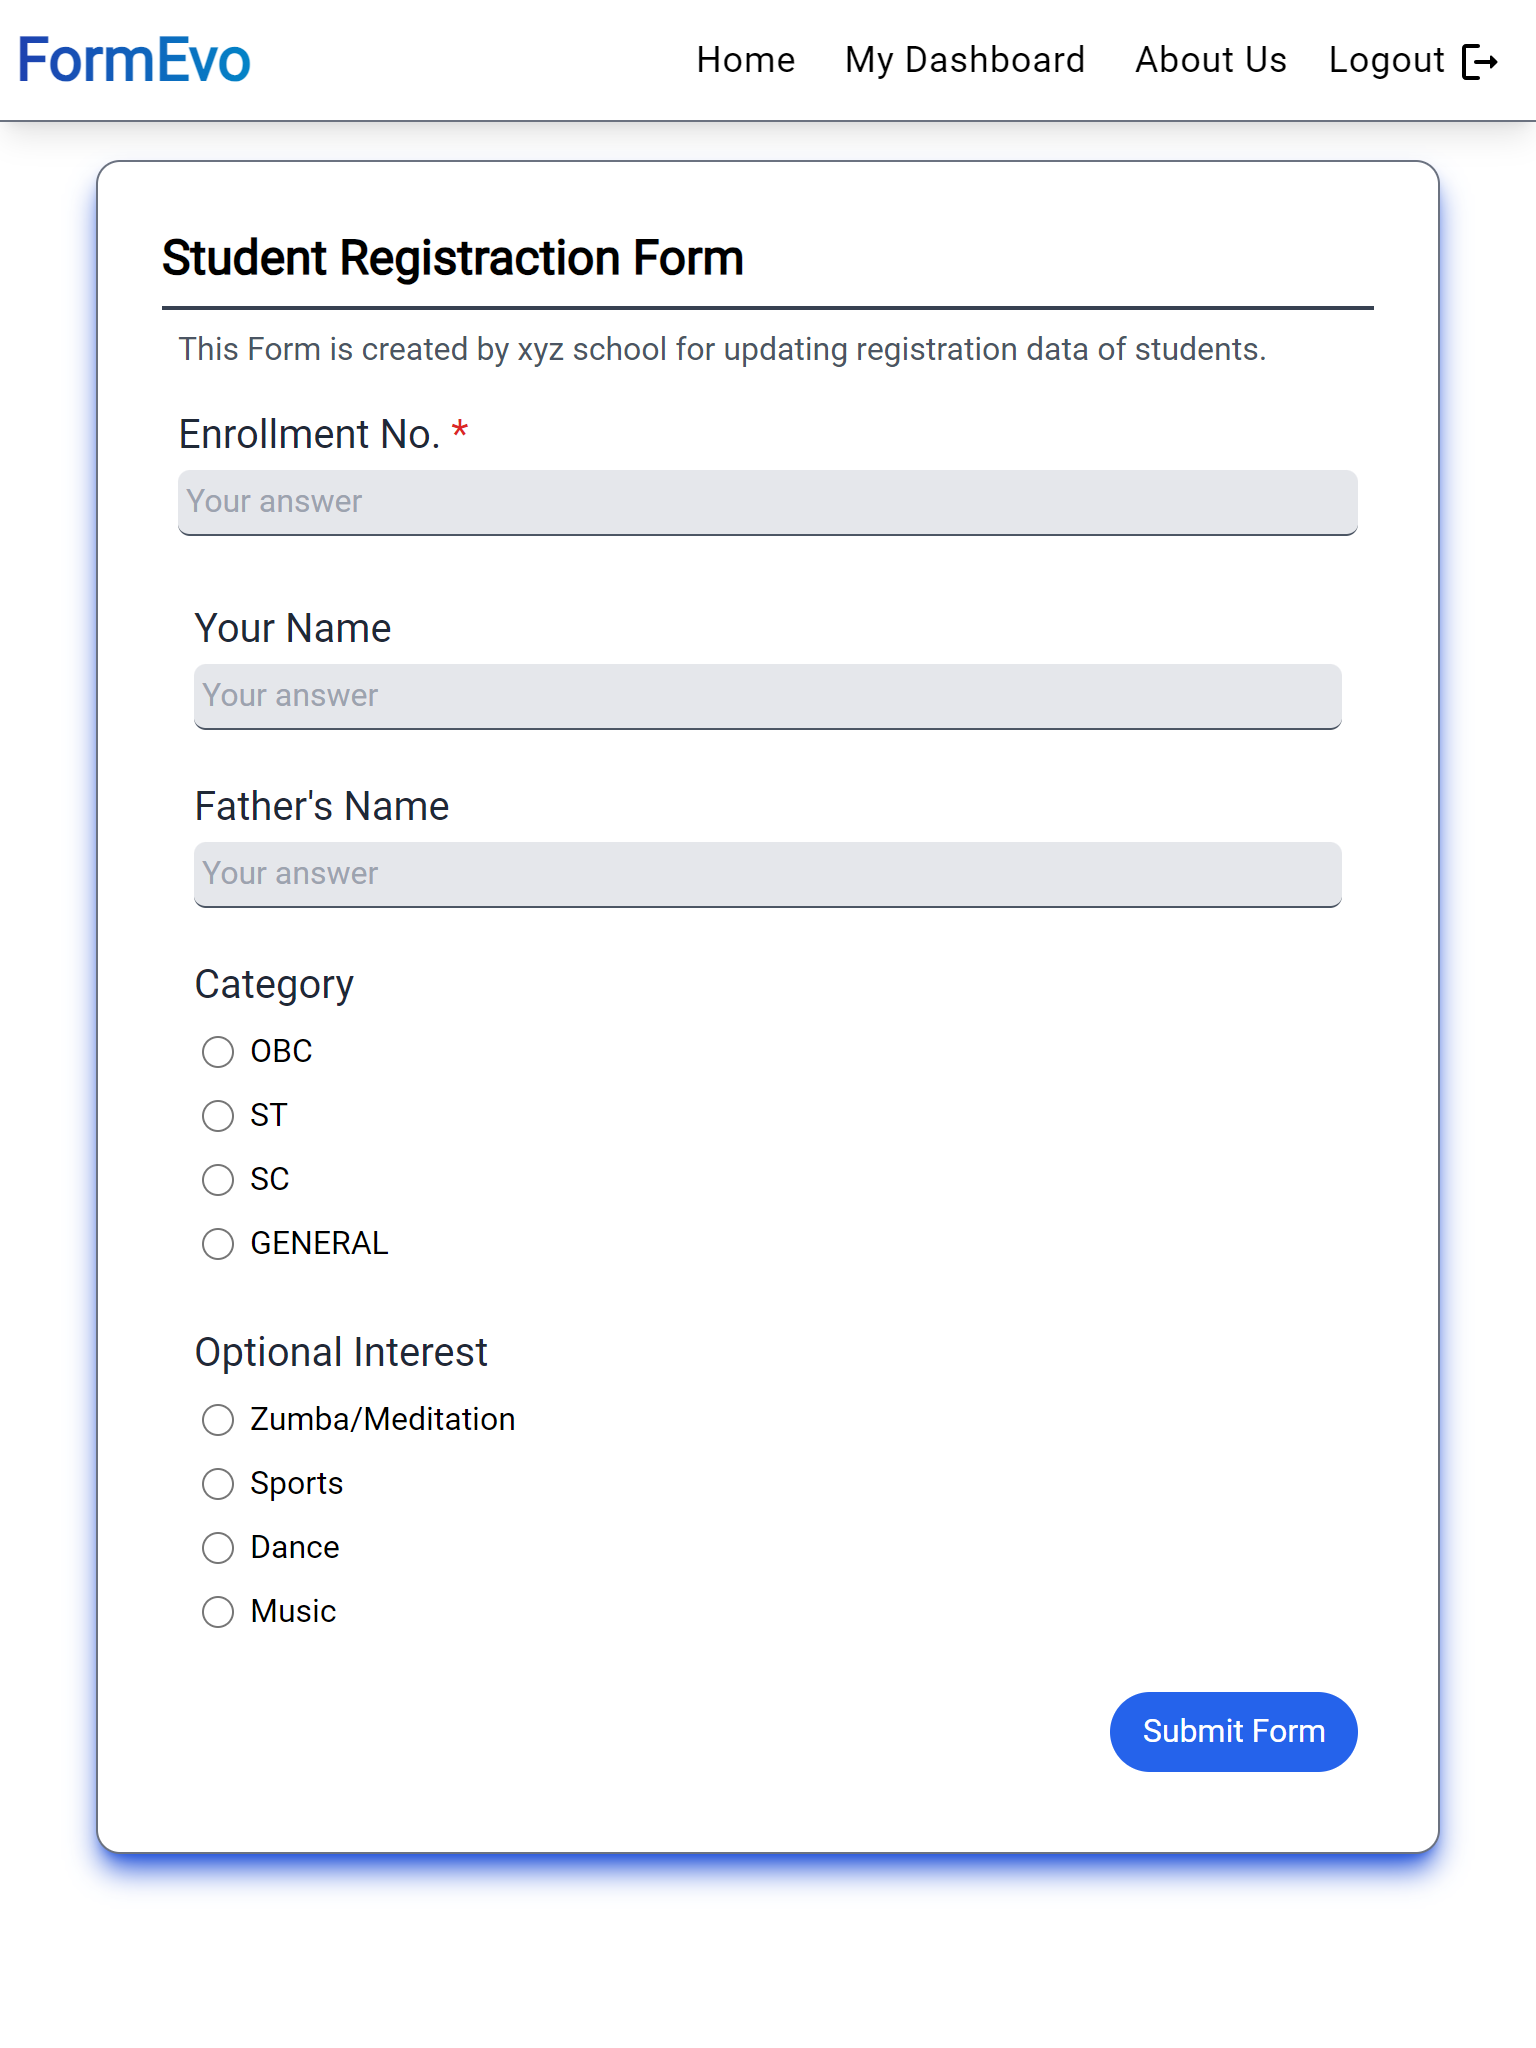 FormEvo
Home My Dashboard About Us Logout
Student Registraction Form
This Form is created by xyz school for updating registration data of students.
Enrollment No. *
Your answer
Your Name
Your answer
Father's Name
Your answer
Category
OBC
ST
SC
GENERAL
Optional Interest
Zumba/Meditation
Sports
Dance
Music
Submit Form